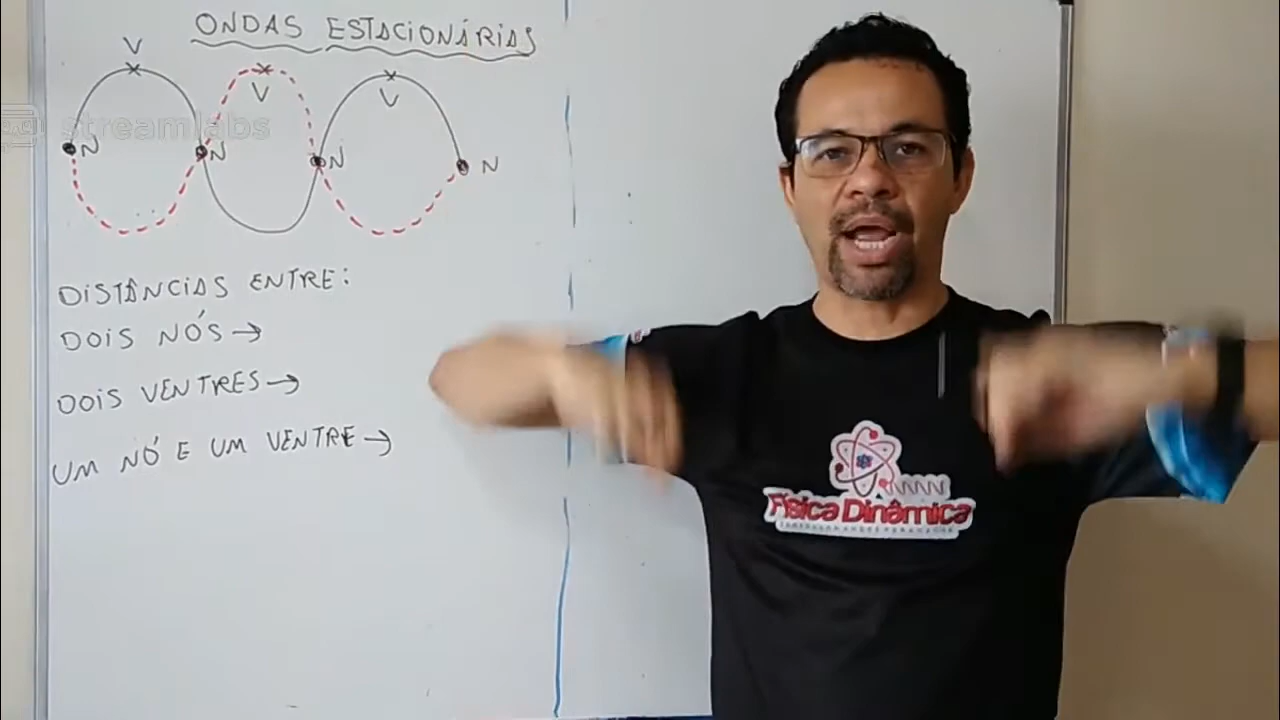 ONDAS ESTACIONÁRIAS
V
V
V
streamlabs
N
N
N
N
DISTÂNCIAS ENTRE:
DOIS NÓS →
DOIS VENTRES →
UM NÓ E UM VENTRE →
Física Dinâmica